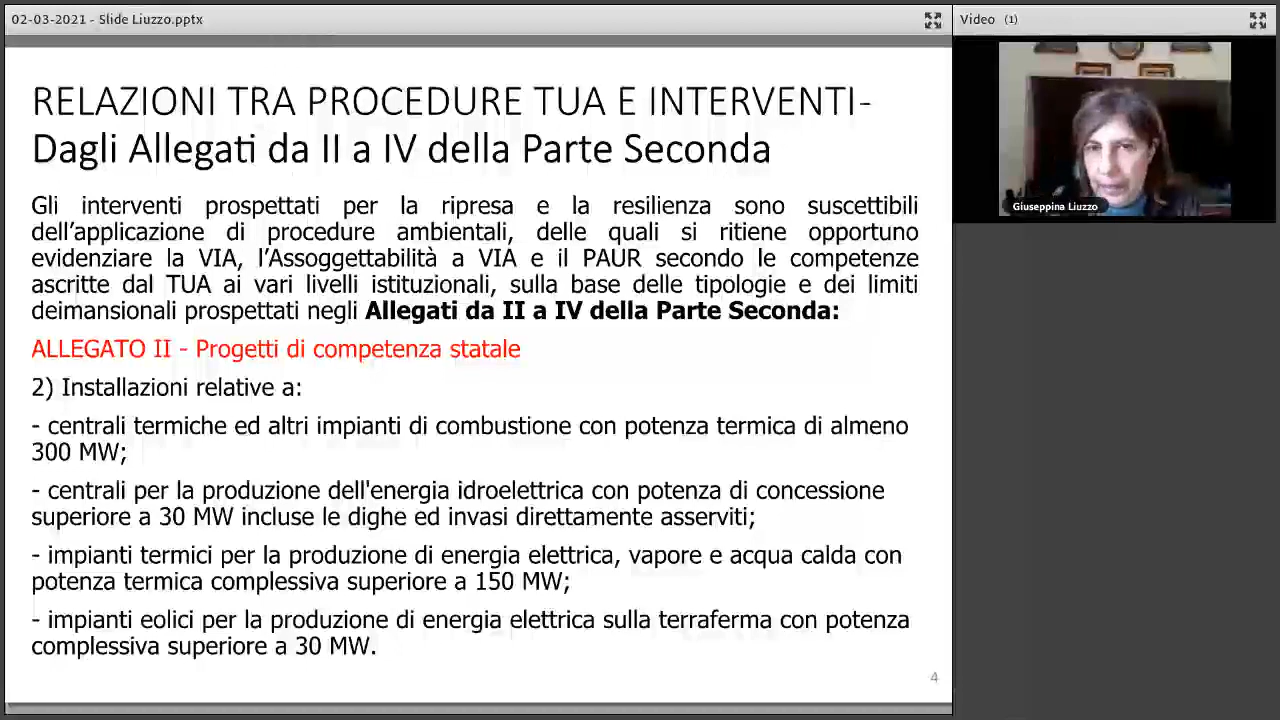 02-03-2021 - Slide Liuzzo.pptx
Video (1)
RELAZIONI TRA PROCEDURE TUA E INTERVENTI-
Dagli Allegati da II a IV della Parte Seconda
Gli interventi prospettati per la ripresa e la resilienza sono suscettibili
dell’applicazione di procedure ambientali, delle quali si ritiene opportuno
evidenziare la VIA, l’Assoggettabilità a VIA e il PAUR secondo le competenze
ascritte dal TUA ai vari livelli istituzionali, sulla base delle tipologie e dei limiti
deimansionali prospettati negli Allegati da II a IV della Parte Seconda:
ALLEGATO II - Progetti di competenza statale
2) Installazioni relative a:
- centrali termiche ed altri impianti di combustione con potenza termica di almeno
300 MW;
- centrali per la produzione dell'energia idroelettrica con potenza di concessione
superiore a 30 MW incluse le dighe ed invasi direttamente asserviti;
- impianti termici per la produzione di energia elettrica, vapore e acqua calda con
potenza termica complessiva superiore a 150 MW;
- impianti eolici per la produzione di energia elettrica sulla terraferma con potenza
complessiva superiore a 30 MW.
4
Giuseppina Liuzzo